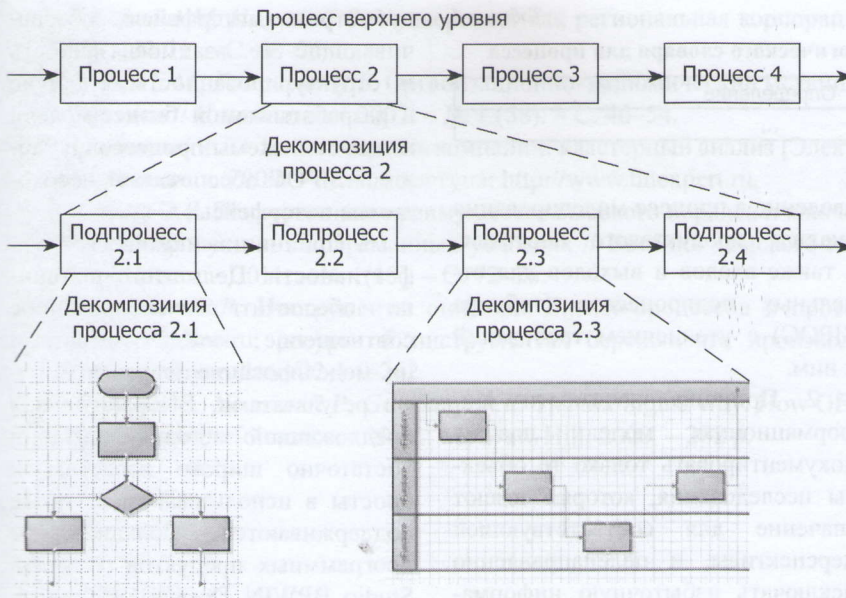 Процесс верхнего уровня
Процесс 1 Процесс 2 Процесс 3 Процесс 4
Декомпозиция
процесса 2
Подпроцесс Подпроцесс Подпроцесс Подпроцесс
2.1 2.2 2.3 2.4
Декомпозиция Декомпозиция
процесса 2.1 процесса 2.3